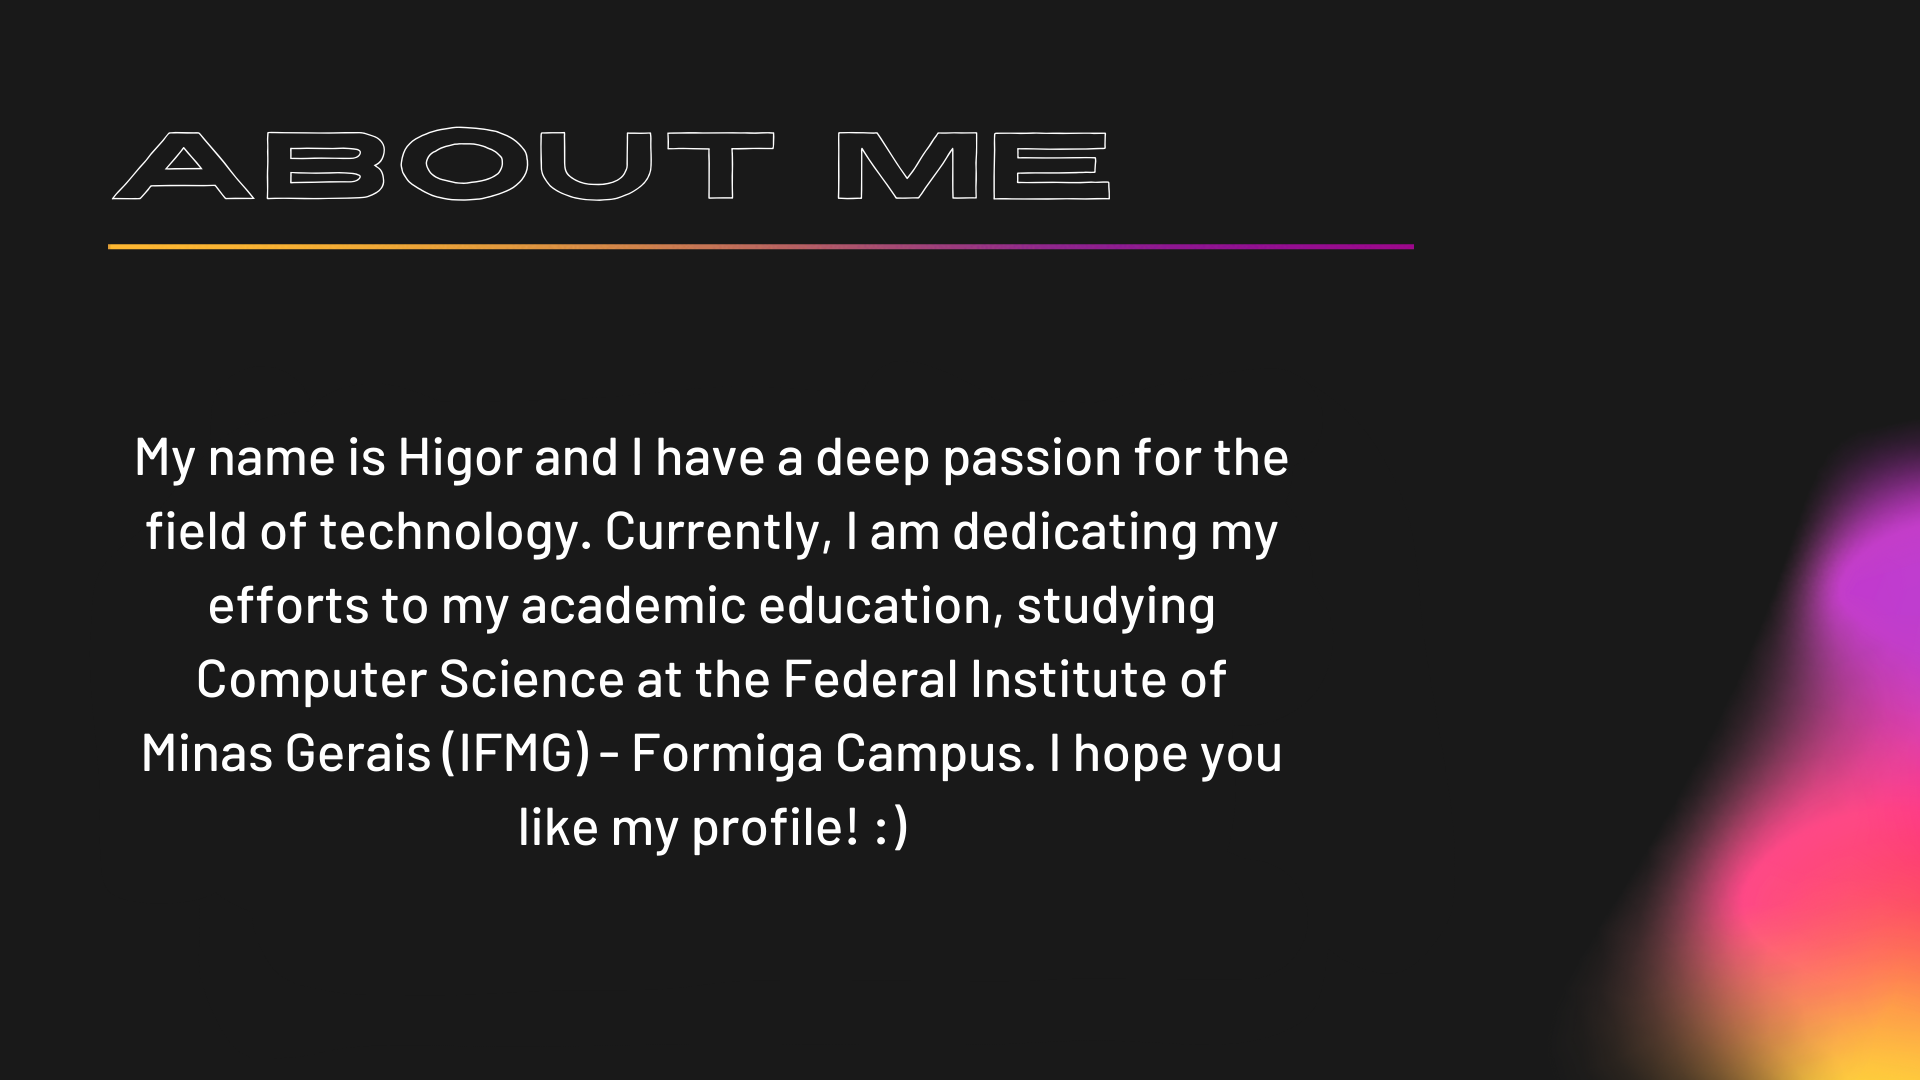 ABOUT ME
My name is Higor and I have a deep passion for the
field of technology. Currently, I am dedicating my
efforts to my academic education, studying
Computer Science at the Federal Institute of
Minas Gerais (IFMG) - Formiga Campus. I hope you
like my profile! :)